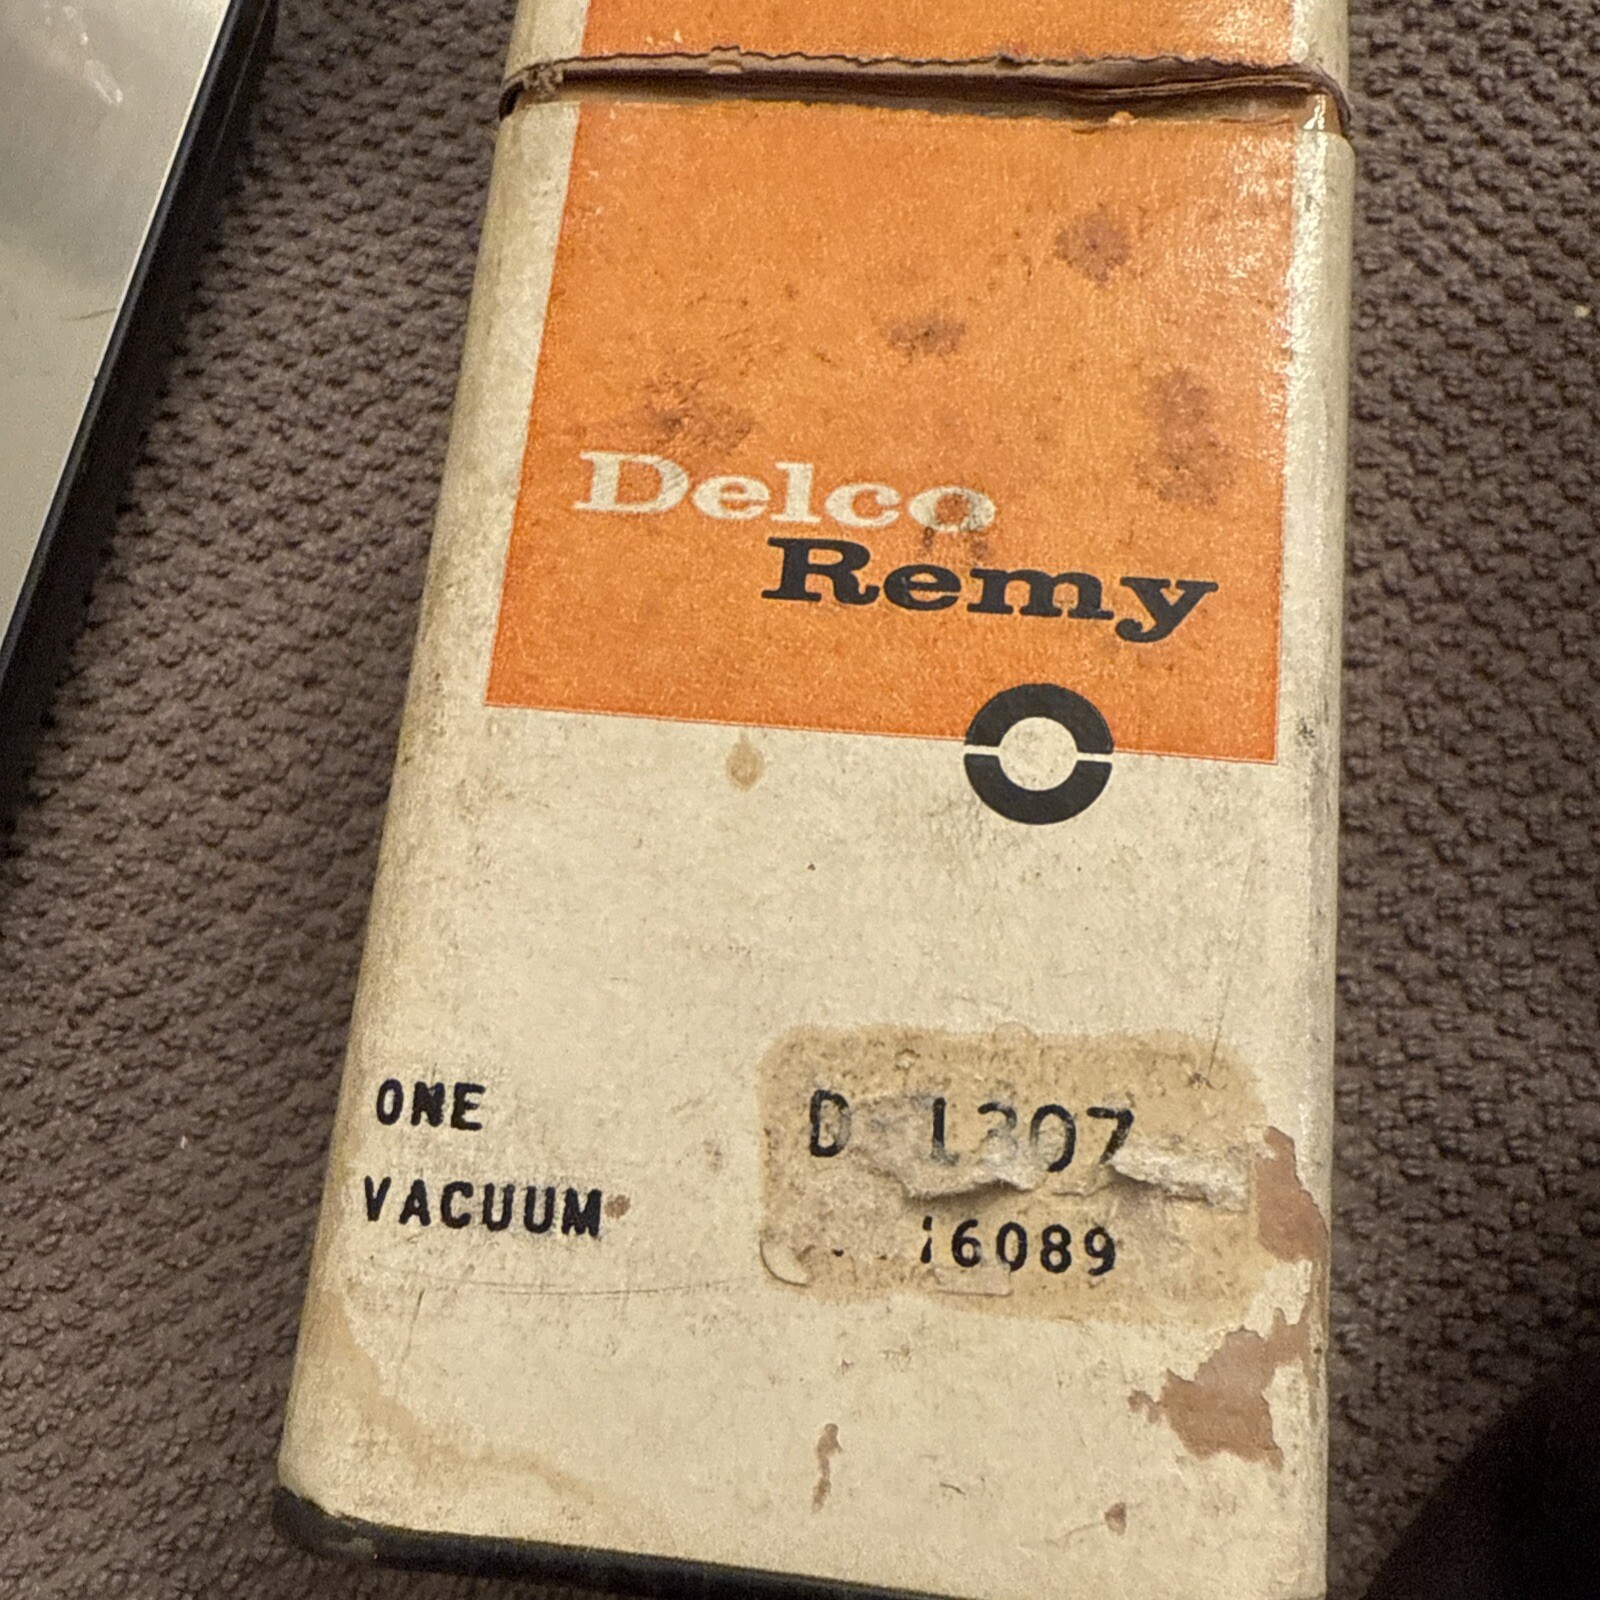 Delco
Remy
ONE
VACUUM
D 1307
16089